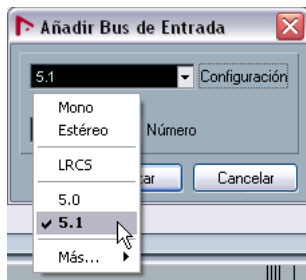 Añadir Bus de Entrada
5.1 Configuración
Mono
Estéreo Número
LRCS
Cancelar
5.0
5.1
Más...